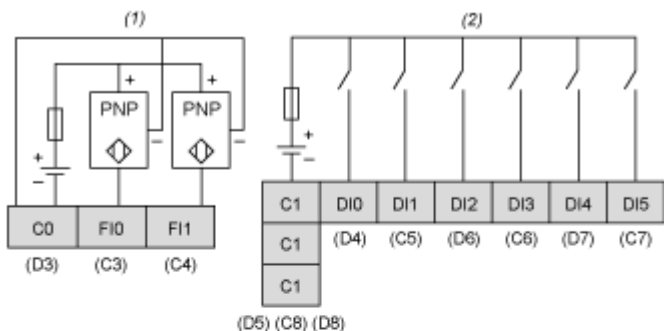 (1)
(2)
+ +
PNP PNP
− −
+
−
+
−
C0 FI0 FI1
(D3) (C3) (C4)
C1 DI0 DI1 DI2 DI3 DI4 DI5
(D4) (C5) (D6) (C6) (D7) (C7)
C1
C1
(D5) (C8) (D8)